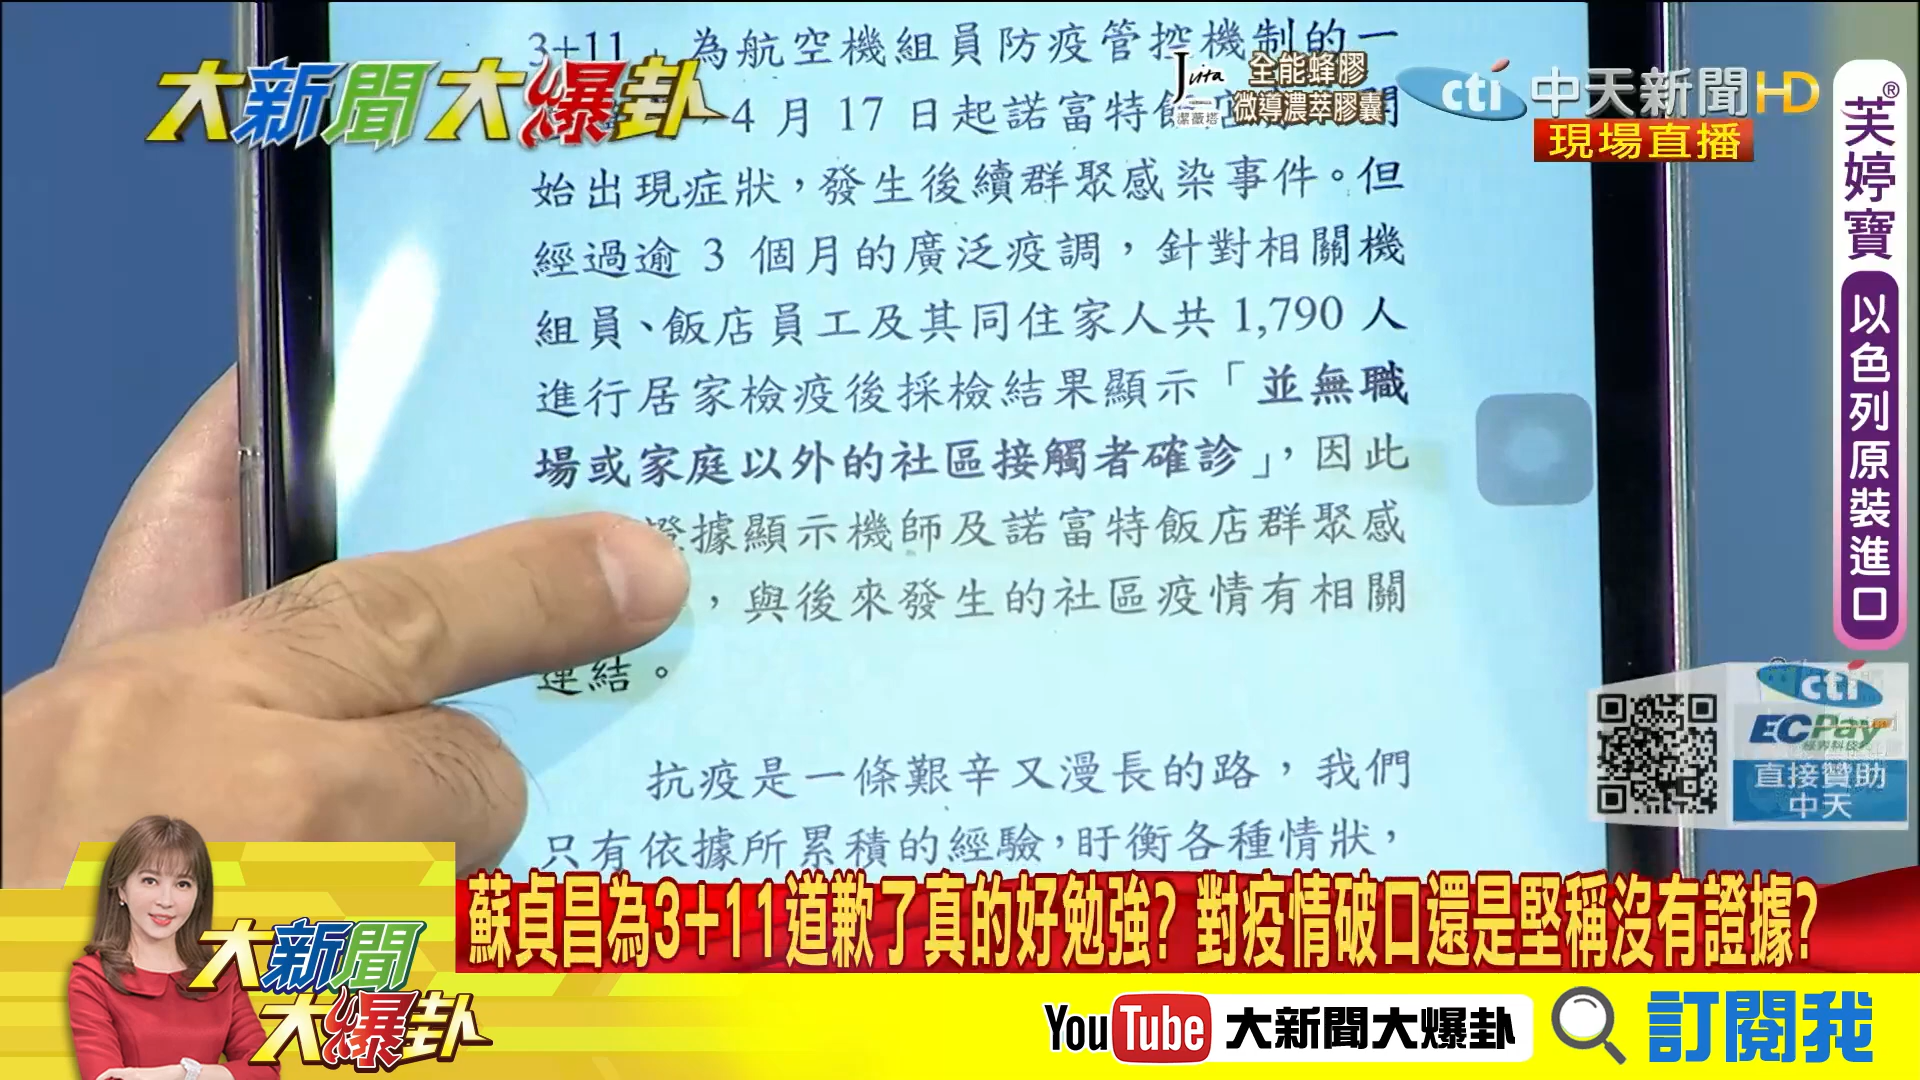 3+11，為航空機組員防疫管控機制的一
4月17日起諾富特飯店
始出現症狀，發生後續群聚感染事件。但
經過逾 3 個月的廣泛疫調，針對相關機
組員、飯店員工及其同住家人共 1,790 人
進行居家檢疫後採檢結果顯示「並無職
場或家庭以外的社區接觸者確診」，因此
證據顯示機師及諾富特飯店群聚感
，與後來發生的社區疫情有相關
連結。
抗疫是一條艱辛又漫長的路，我們
只有依據所累積的經驗，盱衡各種情狀，
大新聞大爆卦
Jvita
潔薇塔
全能蜂膠
微導濃萃膠囊
cti 中天新聞HD
現場直播
芙婷寶®
以色列原裝進口
cti
ECPay
綠界科技
直接贊助
中天
蘇貞昌為3+11道歉了真的好勉強? 對疫情破口還是堅稱沒有證據?
大新聞
大爆卦
YouTube 大新聞大爆卦 訂閱我